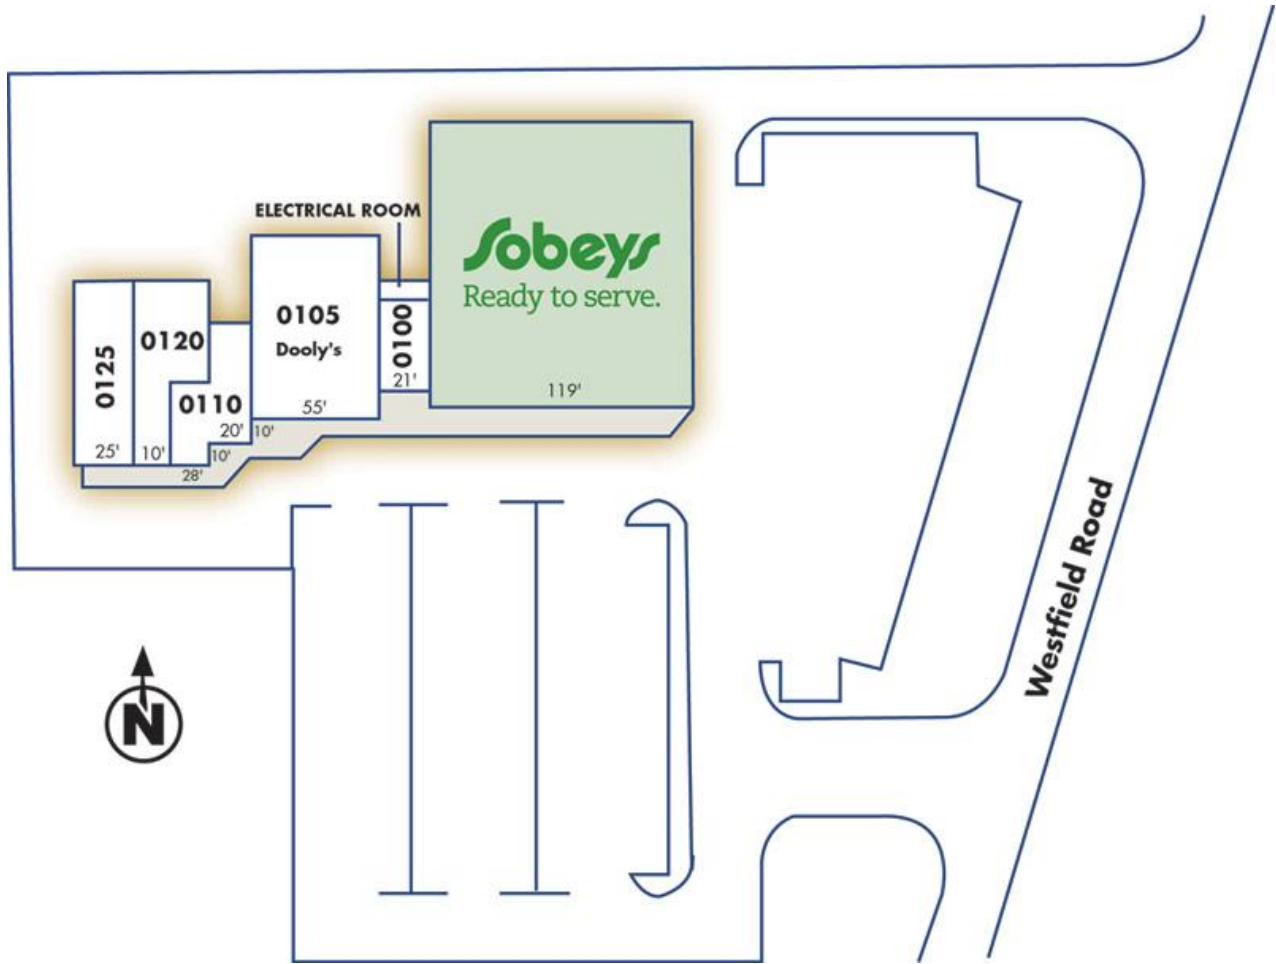 ELECTRICAL ROOM
Sobeys
Ready to serve.
0105
Dooly's
0100
0120
0125
0110
21'
119'
55'
20'
10'
25'
10'
10'
28'
Westfield Road
N